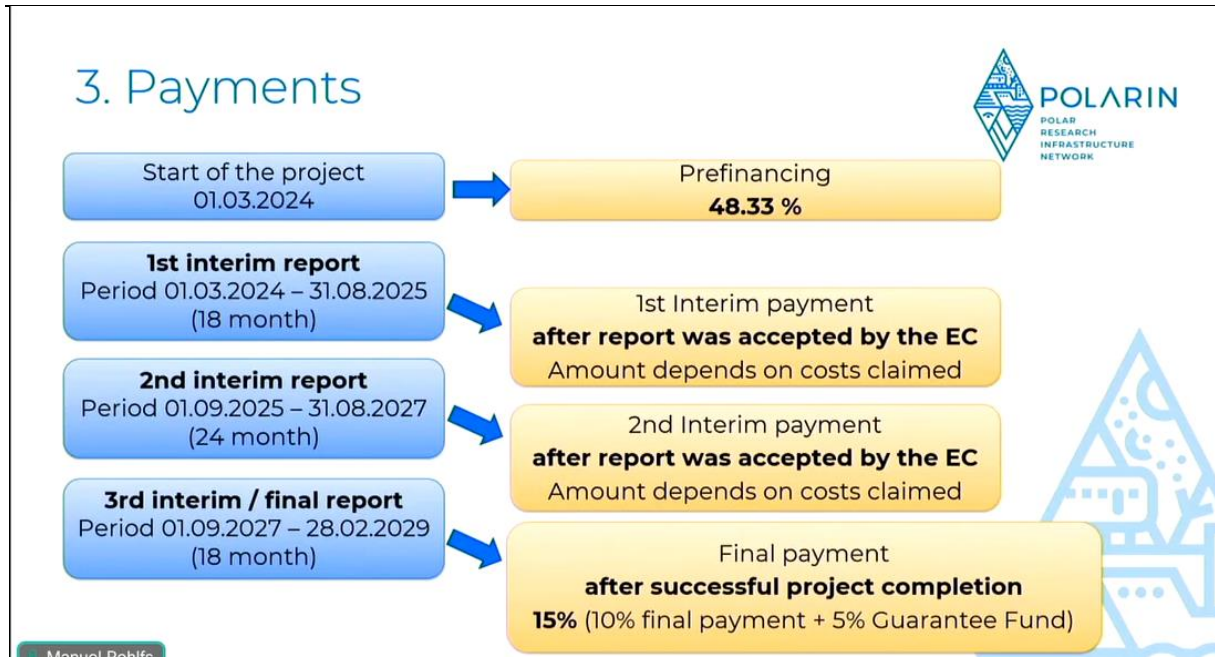 3. Payments
POLARIN
POLAR
RESEARCH
INFRASTRUCTURE
NETWORK
Start of the project
01.03.2024
Prefinancing
48.33 %
1st interim report
Period 01.03.2024 – 31.08.2025
(18 month)
1st Interim payment
after report was accepted by the EC
Amount depends on costs claimed
2nd interim report
Period 01.09.2025 – 31.08.2027
(24 month)
2nd Interim payment
after report was accepted by the EC
Amount depends on costs claimed
3rd interim / final report
Period 01.09.2027 – 28.02.2029
(18 month)
Final payment
after successful project completion
15% (10% final payment + 5% Guarantee Fund)
Manuel